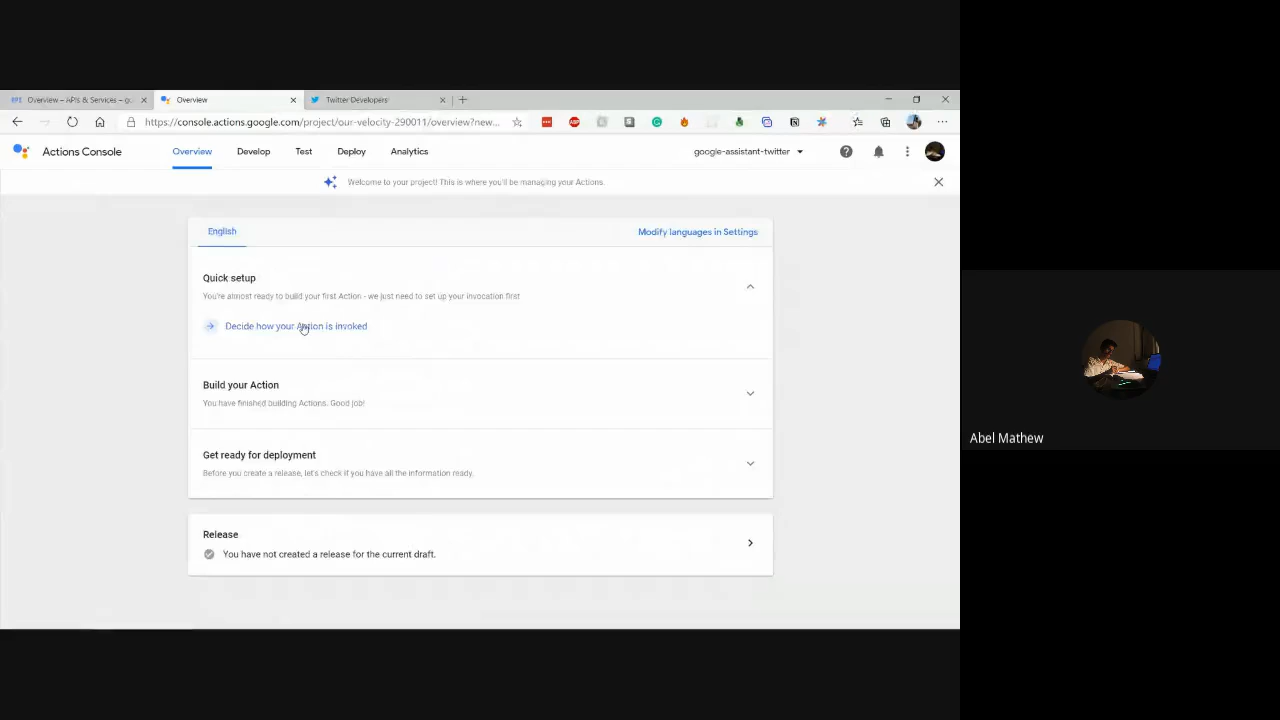 Overview – APIs & Services – g...
Overview
Twitter Developers
https://console.actions.google.com/project/our-velocity-290011/overview?new...
Actions Console
Overview
Develop
Test
Deploy
Analytics
google-assistant-twitter
Welcome to your project! This is where you'll be managing your Actions.
English
Modify languages in Settings
Quick setup
You're almost ready to build your first Action - we just need to set up your invocation first
Decide how your Action is invoked
Build your Action
You have finished building Actions. Good job!
Get ready for deployment
Before you create a release, let's check if you have all the information ready.
Release
You have not created a release for the current draft.
Abel Mathew